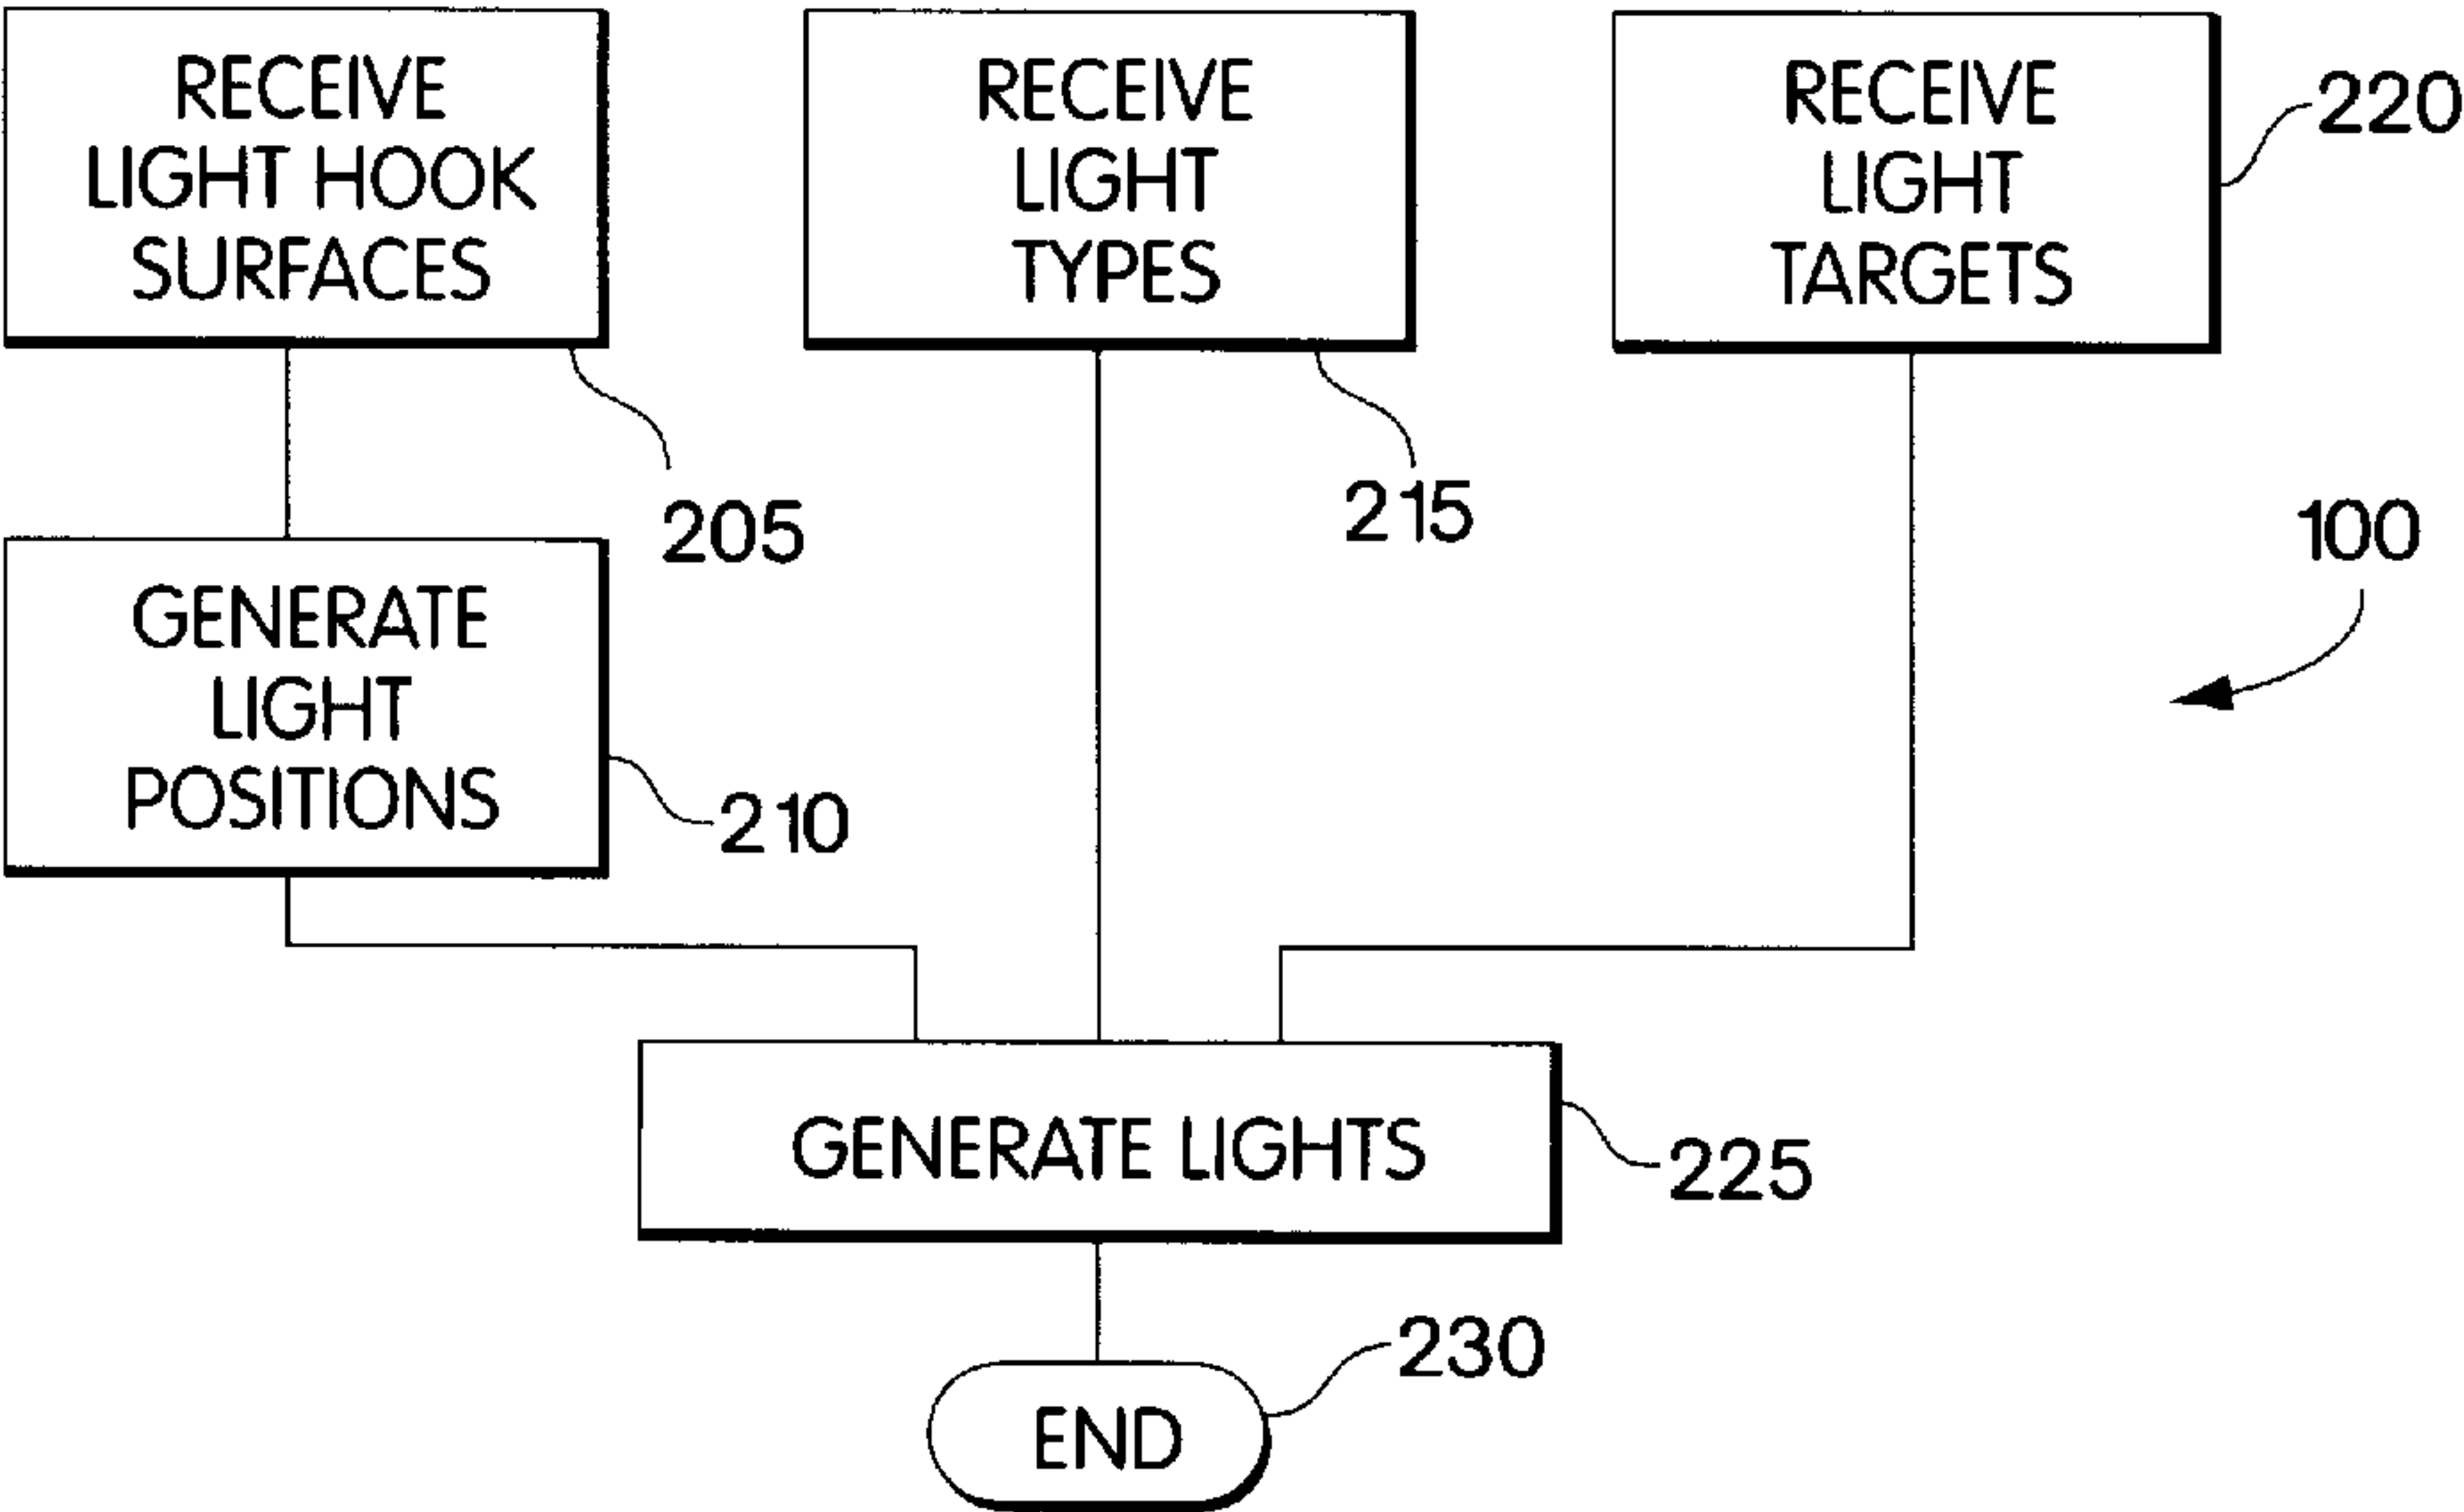 RECEIVE
LIGHT HOOK
SURFACES
RECEIVE
LIGHT
TYPES
RECEIVE
LIGHT
TARGETS
220
205
215
100
GENERATE
LIGHT
POSITIONS
210
GENERATE LIGHTS
225
230
END